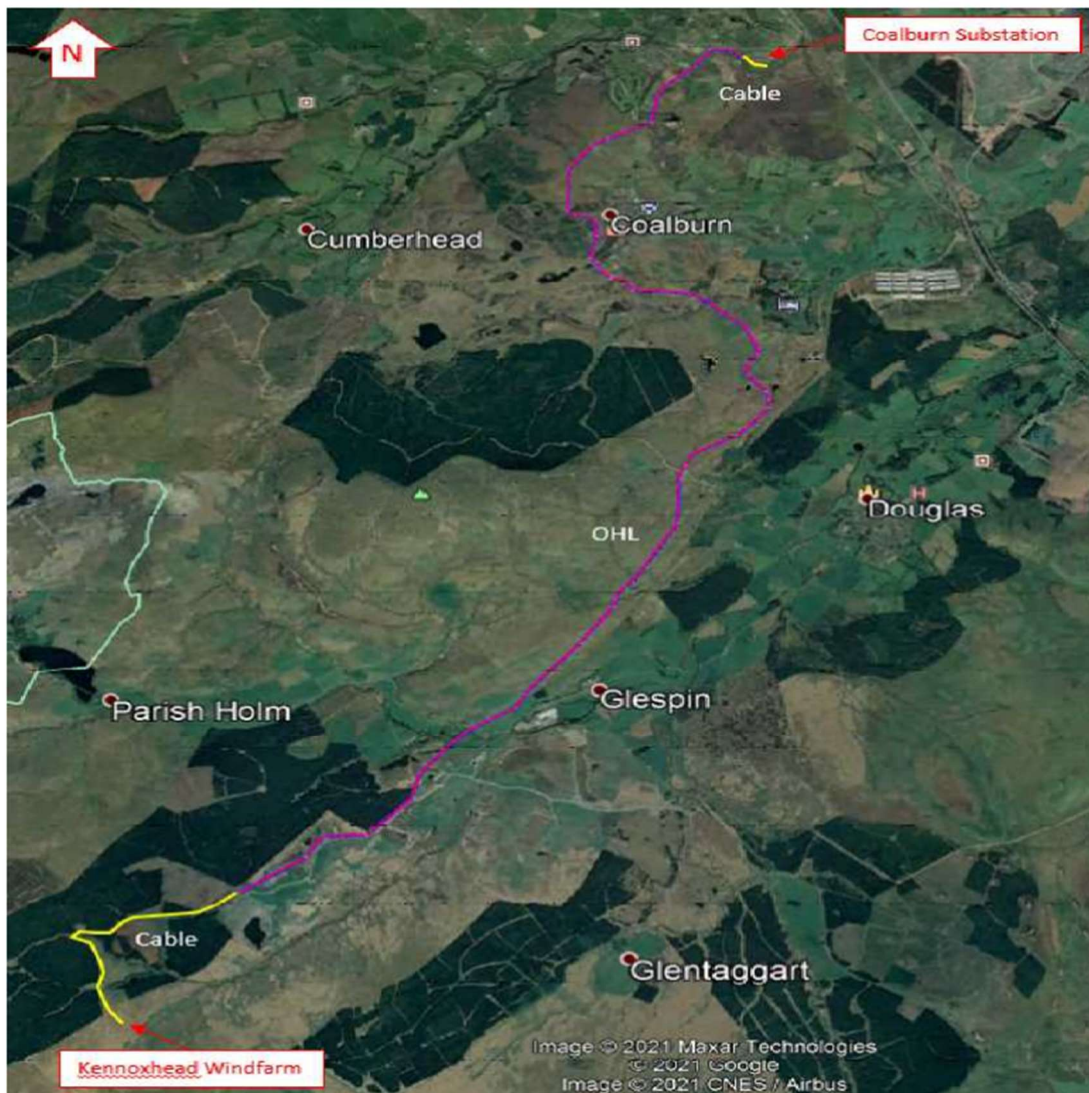 N
Coalburn Substation
Cable
Coalburn
Cumberhead
Douglas
OHL
Parish Holm
Glespin
Cable
Glentaggart
Kennoxhead Windfarm
Image © 2021 Maxar Technologies
© 2021 Google
Image © 2021 CNES / Airbus